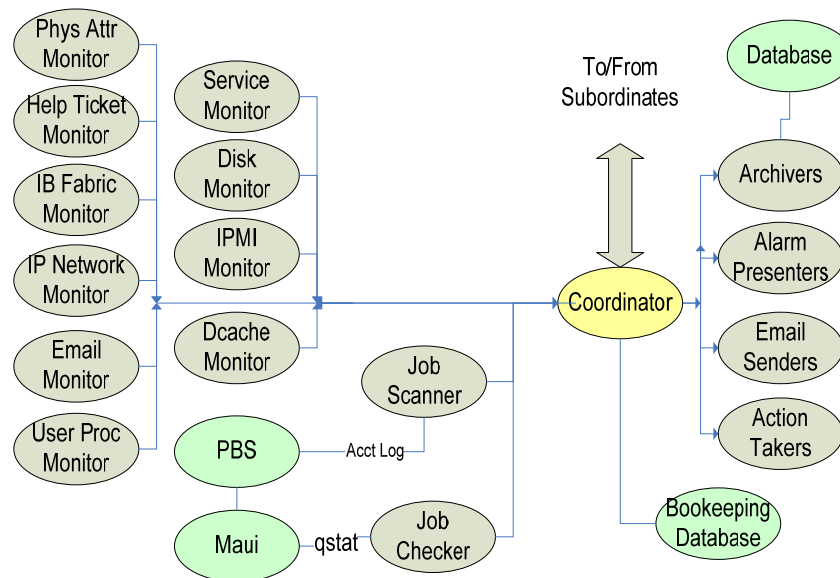 Phys Attr
Monitor
Help Ticket
Monitor
IB Fabric
Monitor
IP Network
Monitor
Email
Monitor
User Proc
Monitor
Service
Monitor
Disk
Monitor
IPMI
Monitor
Dcache
Monitor
Job
Scanner
PBS
Acct Log
Maui
qstat
Job
Checker
To/From
Subordinates
Coordinator
Database
Archivers
Alarm
Presenters
Email
Senders
Action
Takers
Bookeeping
Database